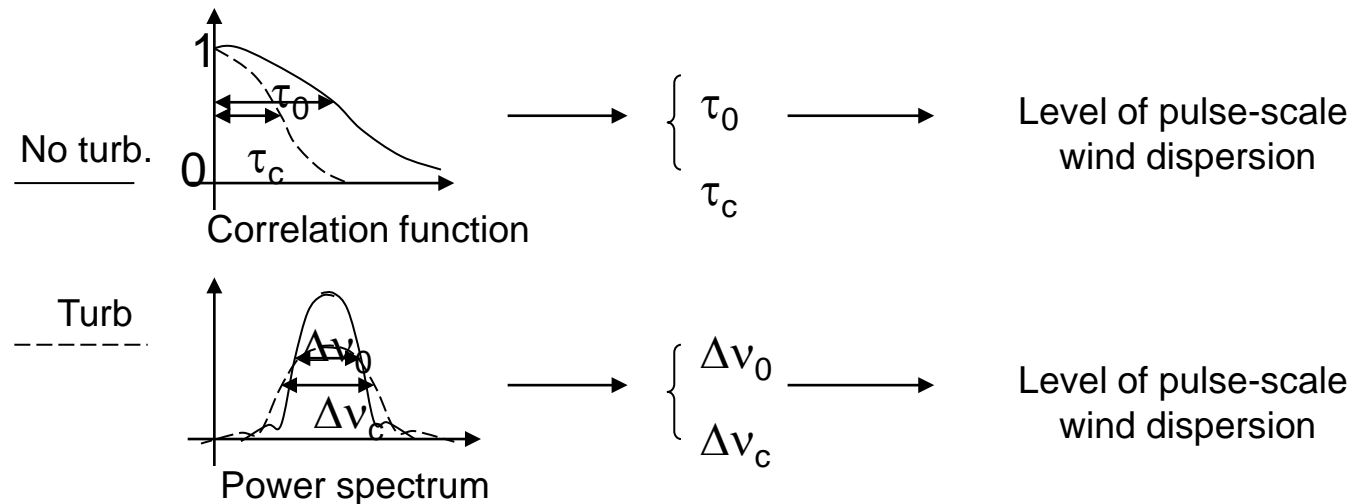 1
τ0
No turb.
τc
0
Correlation function
τ0
τc
Level of pulse-scale
wind dispersion
Turb
Δν0
Δνc
Power spectrum
Δν0
Δνc
Level of pulse-scale
wind dispersion